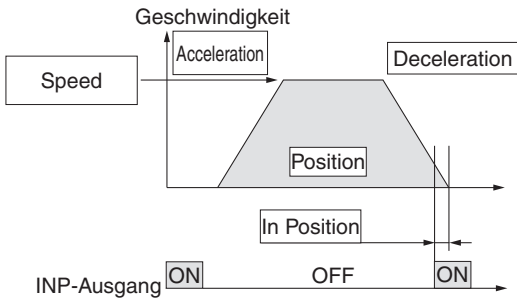 Geschwindigkeit
Acceleration
Deceleration
Speed
Position
In Position
INP-Ausgang ON OFF ON